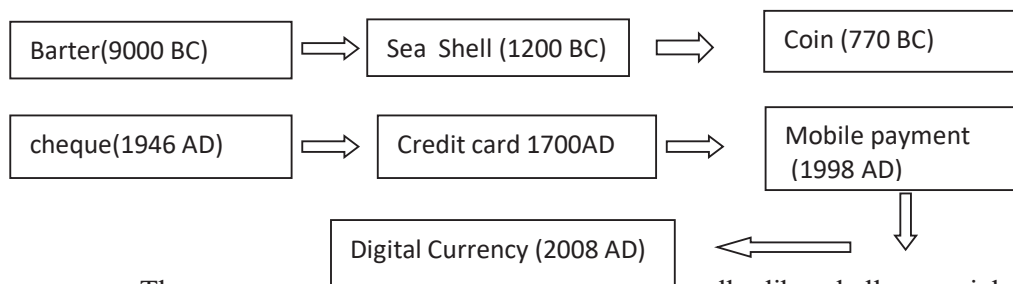 Barter(9000 BC)
Sea Shell (1200 BC)
Coin (770 BC)
cheque(1946 AD)
Credit card 1700AD
Mobile payment
(1998 AD)
Digital Currency (2008 AD)